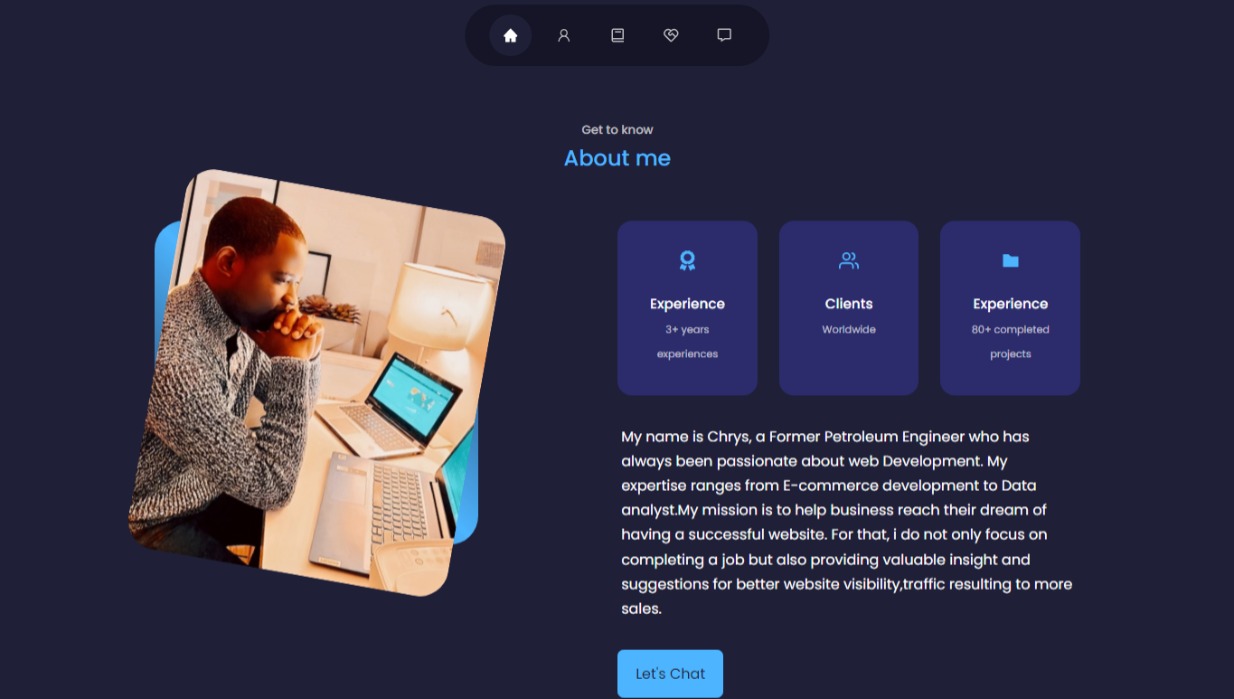 Get to know
About me
Experience
3+ years
experiences
Clients
Worldwide
Experience
80+ completed
projects
My name is Chrys, a Former Petroleum Engineer who has
always been passionate about web Development. My
expertise ranges from E-commerce development to Data
analyst.My mission is to help business reach their dream of
having a successful website. For that, i do not only focus on
completing a job but also providing valuable insight and
suggestions for better website visibility,traffic resulting to more
sales.
Let's Chat